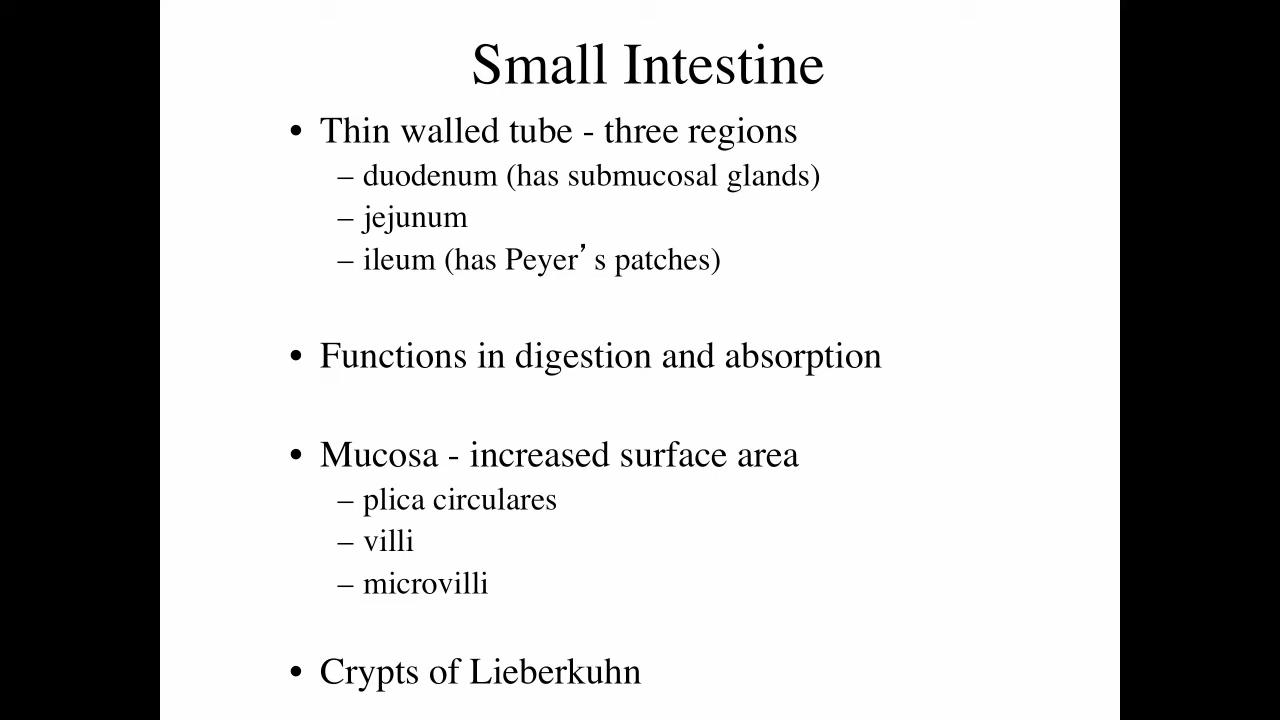 Small Intestine
• Thin walled tube - three regions
– duodenum (has submucosal glands)
– jejunum
– ileum (has Peyer’s patches)
• Functions in digestion and absorption
• Mucosa - increased surface area
– plica circulares
– villi
– microvilli
• Crypts of Lieberkuhn